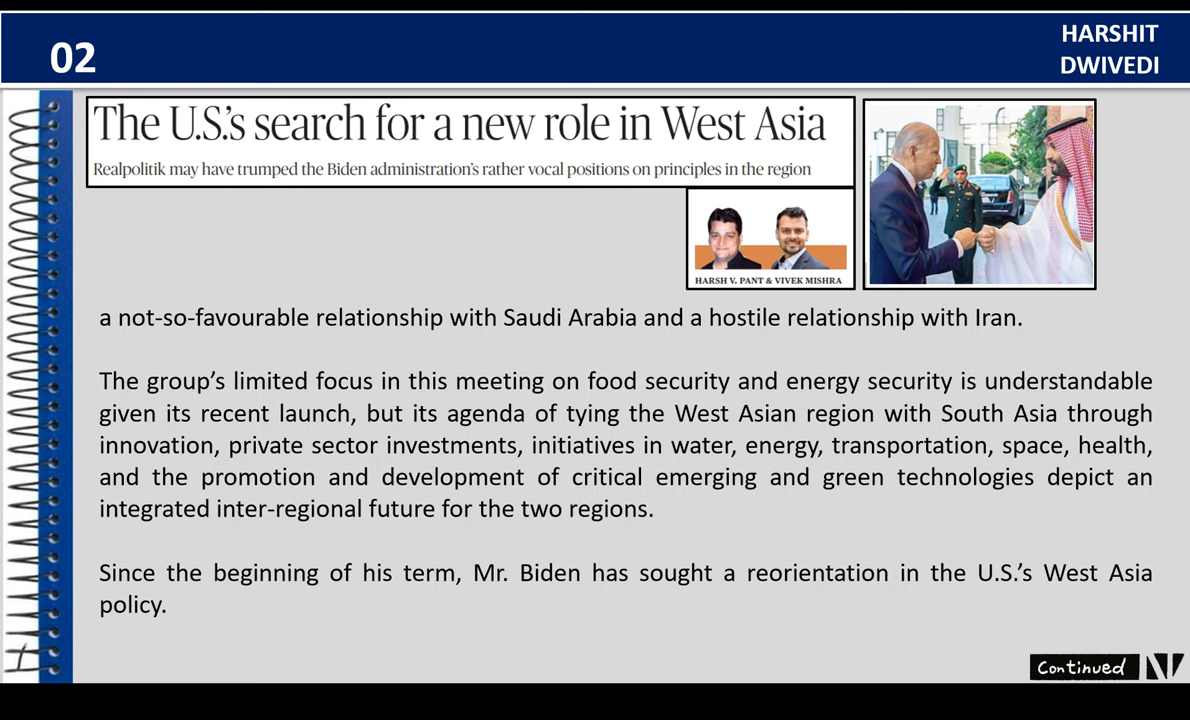 02
HARSHIT
DWIVEDI
The U.S.'s search for a new role in West Asia
Realpolitik may have trumped the Biden administration's rather vocal positions on principles in the region
HARSH V. PANT & VIVEK MISHRA
a not-so-favourable relationship with Saudi Arabia and a hostile relationship with Iran.
The group’s limited focus in this meeting on food security and energy security is understandable
given its recent launch, but its agenda of tying the West Asian region with South Asia through
innovation, private sector investments, initiatives in water, energy, transportation, space, health,
and the promotion and development of critical emerging and green technologies depict an
integrated inter-regional future for the two regions.
Since the beginning of his term, Mr. Biden has sought a reorientation in the U.S.’s West Asia
policy.
Continued